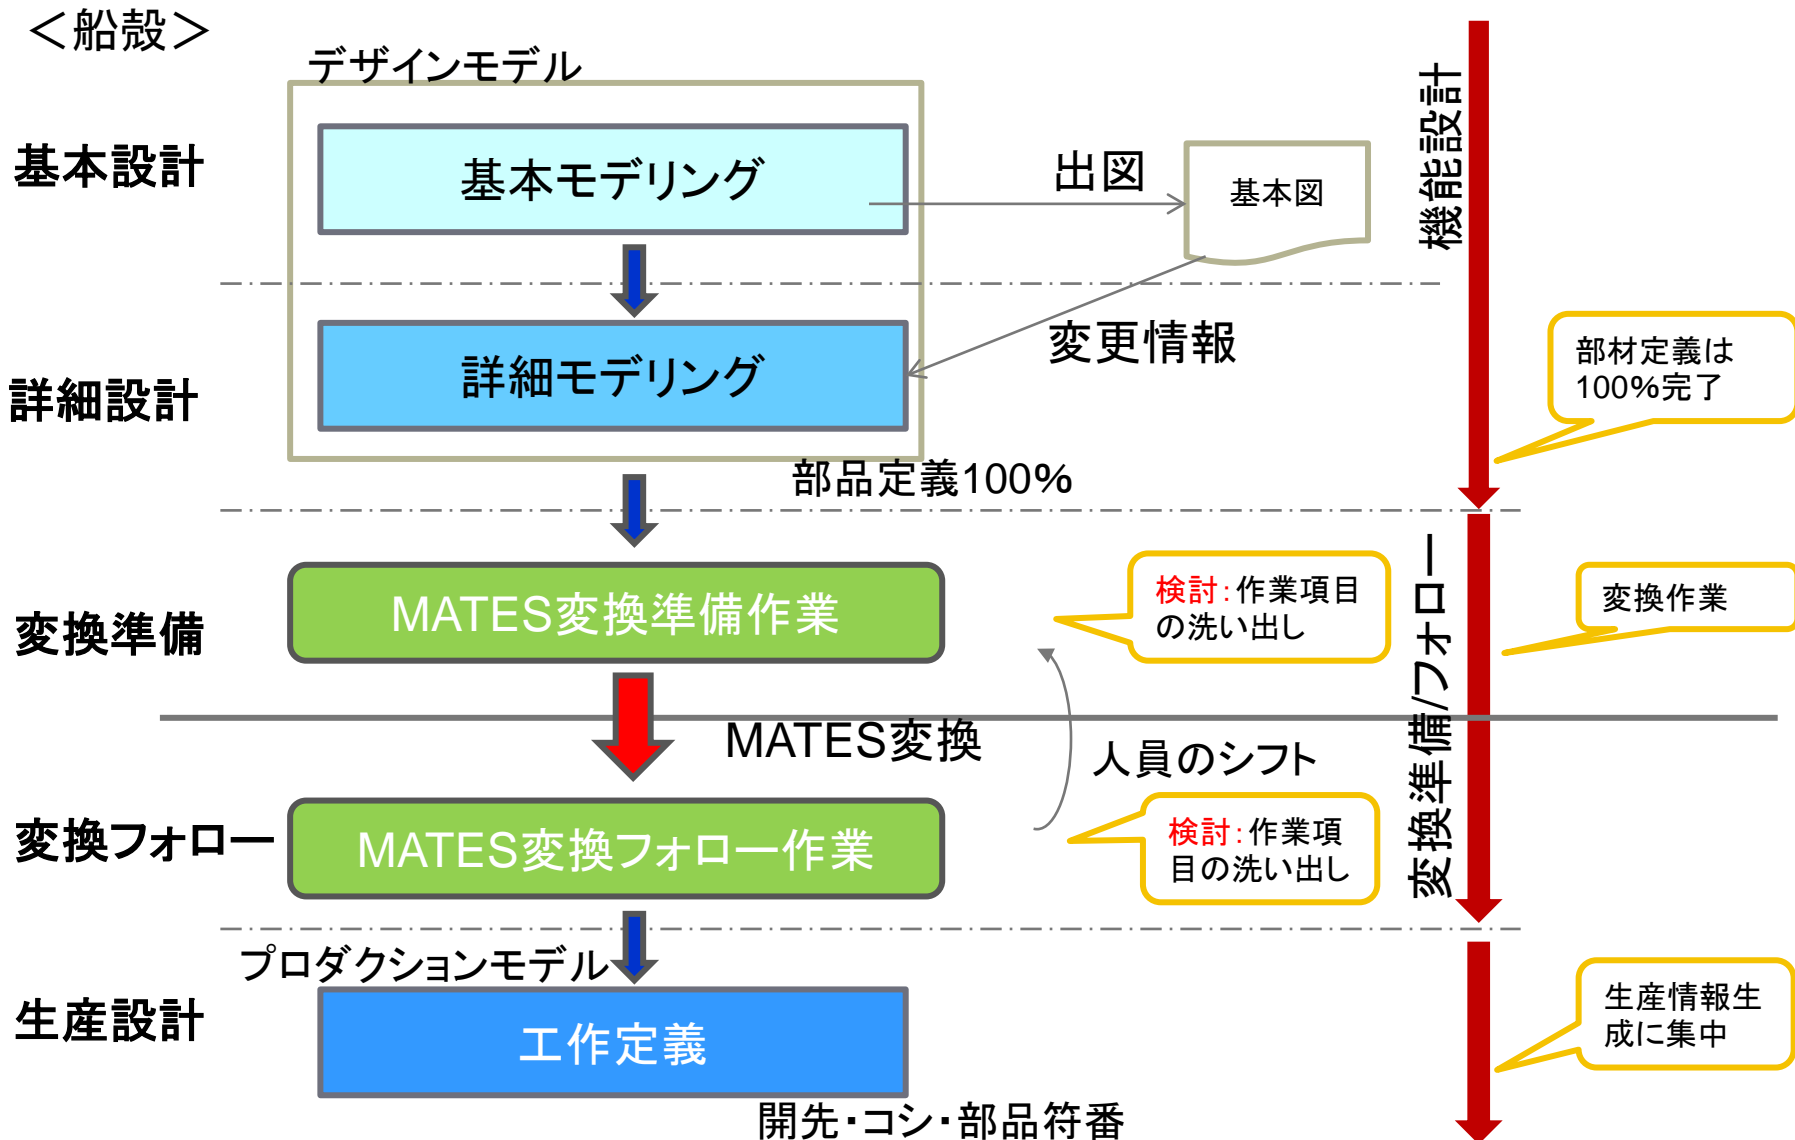 ＜船殻＞
デザインモデル
基本設計
基本モデリング
出図
基本図
機能設計
詳細設計
詳細モデリング
変更情報
部材定義は
100%完了
部品定義100%
変換準備
MATES変換準備作業
検討：作業項目
の洗い出し
変換準備/フォロー
変換作業
MATES変換
人員のシフト
変換フォロー
MATES変換フォロー作業
検討：作業項
目の洗い出し
プロダクションモデル
生産設計
工作定義
生産情報生
成に集中
開先・コシ・部品符番